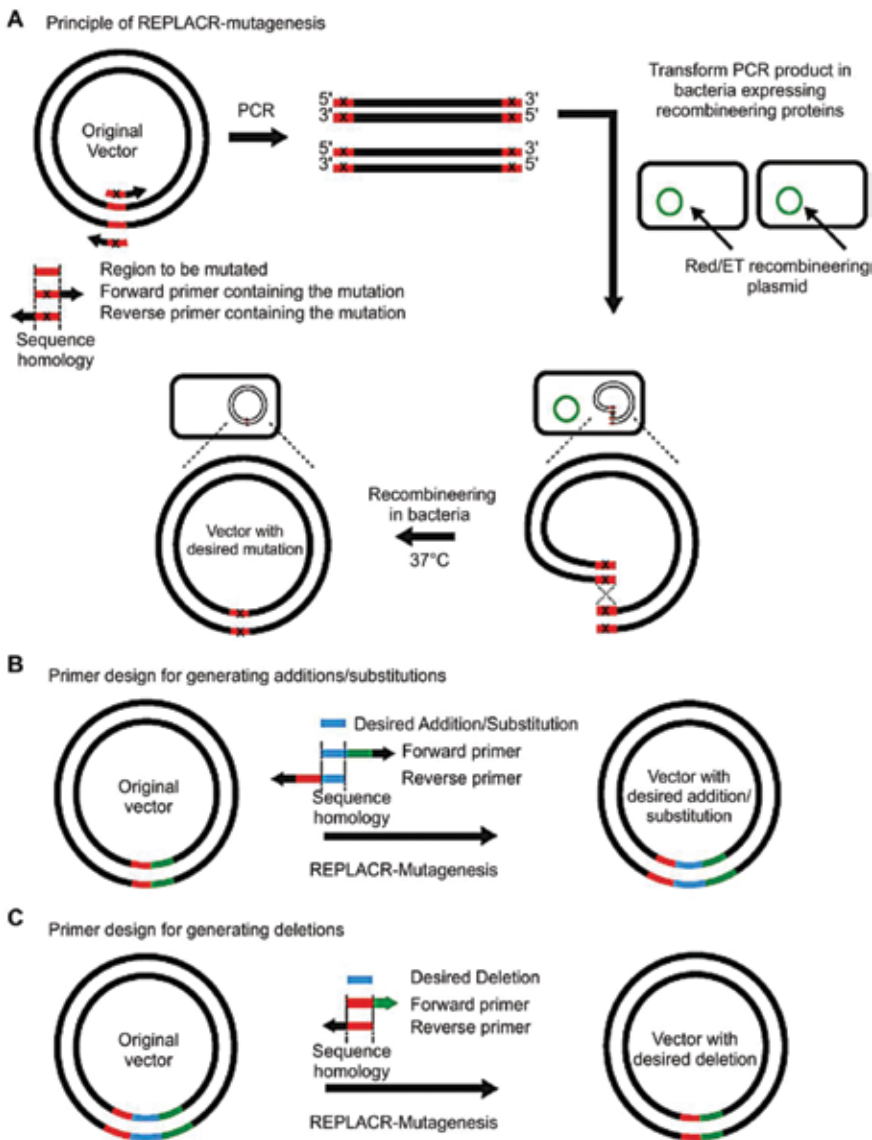 A Principle of REPLACR-mutagenesis
Original
Vector
PCR
5' 3'
3' 5'
5' 3'
3' 5'
Transform PCR product in
bacteria expressing
recombineering proteins
Red/ET recombineering
plasmid
Region to be mutated
Forward primer containing the mutation
Reverse primer containing the mutation
Sequence
homology
Vector with
desired mutation
Recombineering
in bacteria
37°C
B Primer design for generating additions/substitutions
Original
vector
Desired Addition/Substitution
Forward primer
Reverse primer
Sequence
homology
REPLACR-Mutagenesis
Vector with
desired addition/
substitution
C Primer design for generating deletions
Original
vector
Desired Deletion
Forward primer
Reverse primer
Sequence
homology
REPLACR-Mutagenesis
Vector with
desired deletion